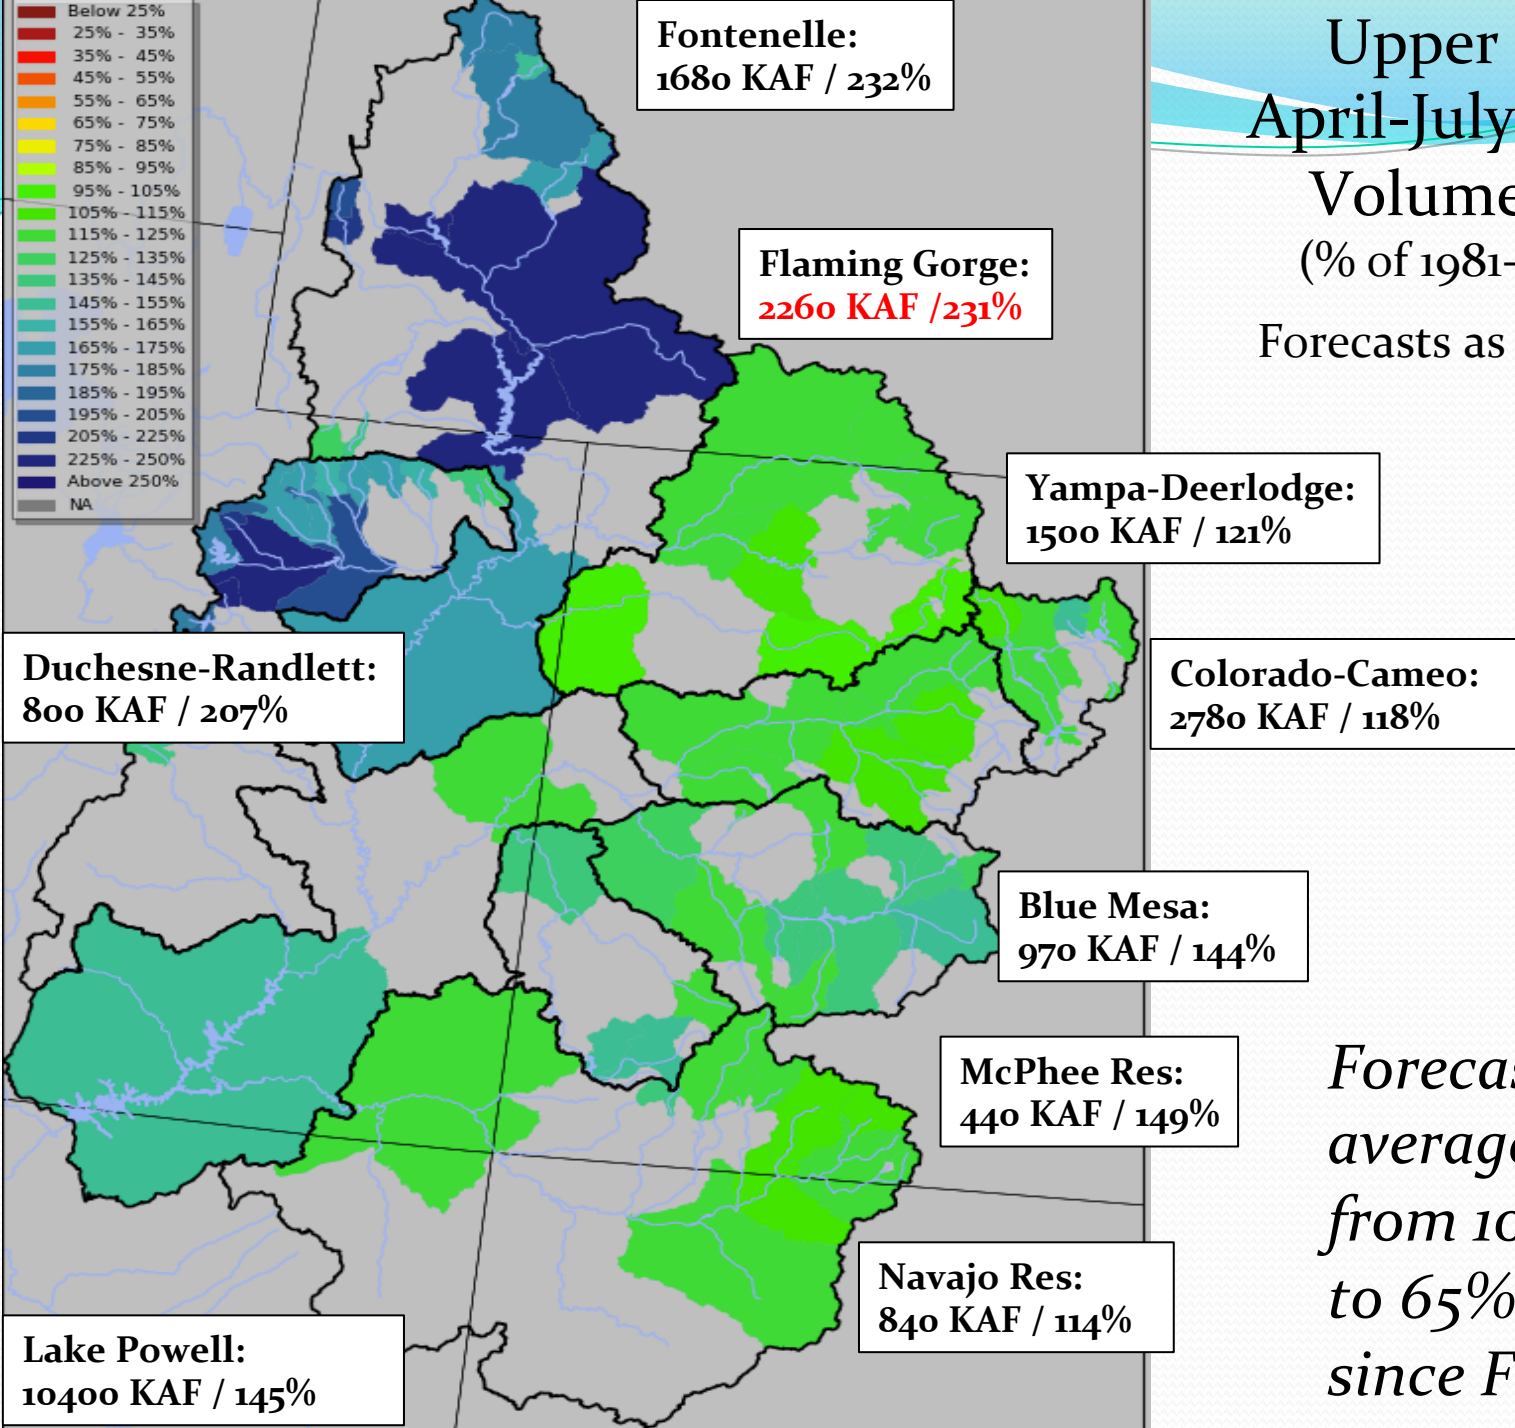 Below 25%
25% - 35%
35% - 45%
45% - 55%
55% - 65%
65% - 75%
75% - 85%
85% - 95%
95% - 105%
105% - 115%
115% - 125%
125% - 135%
135% - 145%
145% - 155%
155% - 165%
165% - 175%
175% - 185%
185% - 195%
195% - 205%
205% - 225%
225% - 250%
Above 250%
NA
Fontenelle:
1680 KAF / 232%
Upper
April-July
Volume
(% of 1981-
Forecasts as
Flaming Gorge:
2260 KAF /231%
Yampa-Deerlodge:
1500 KAF / 121%
Duchesne-Randlett:
800 KAF / 207%
Colorado-Cameo:
2780 KAF / 118%
Blue Mesa:
970 KAF / 144%
McPhee Res:
440 KAF / 149%
Navajo Res:
840 KAF / 114%
Lake Powell:
10400 KAF / 145%
Forecas
average
from 10
to 65%
since F